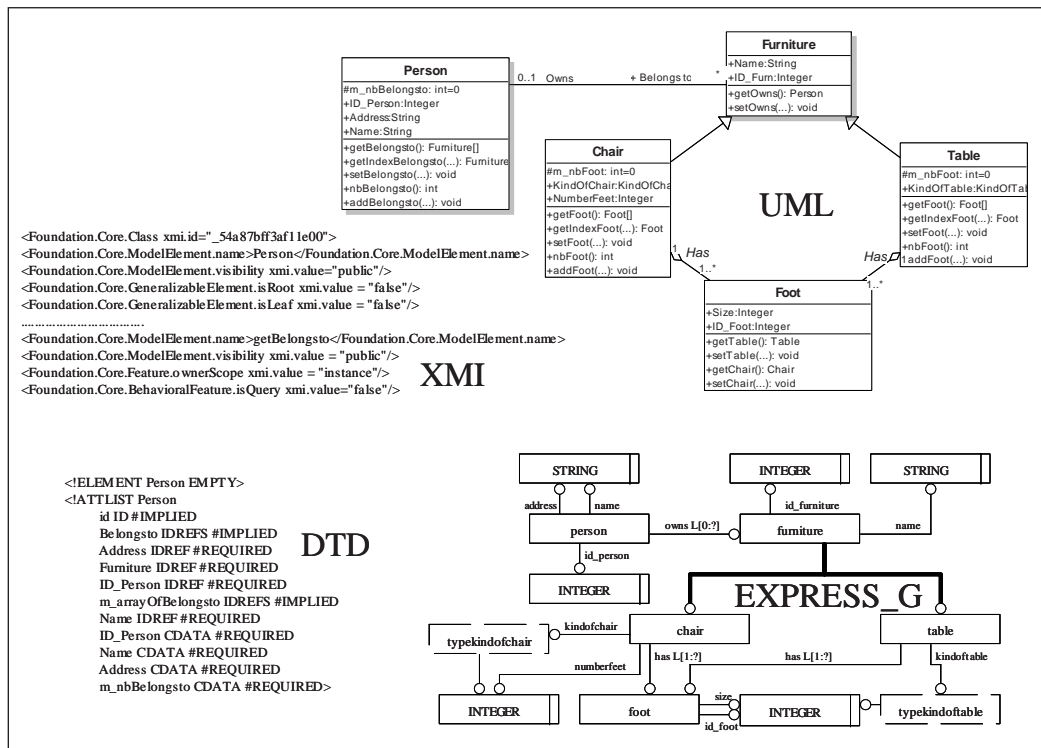 Furniture
+Name:String
+ID_Furn:Integer
+getOwns(): Person
+setOwns(...): void
Person
#m_nbBelongsto: int=0
+ID_Person:Integer
+Address:String
+Name:String
+getBelongsto(): Furniture[]
+getIndexBelongsto(...): Furniture
+setBelongsto(...): void
+nbBelongsto(): int
+addBelongsto(...): void
0..1 Owns + Belongs to *
Chair
#m_nbFoot: int=0
+KindOfChair:KindOfCha
+NumberFeet:Integer
+getFoot(): Foot[]
+getIndexFoot(...): Foot
+setFoot(...): void
+nbFoot(): int
+addFoot(...): void
UML
Table
#m_nbFoot: int=0
+KindOfTable:KindOfTal
+getFoot(): Foot[]
+getIndexFoot(...): Foot
+setFoot(...): void
+nbFoot(): int
+addFoot(...): void
1 Has 1..*
Has 1 1..*
Foot
+Size:Integer
+ID_Foot:Integer
+getTable(): Table
+setTable(...): void
+getChair(): Chair
+setChair(...): void
<Foundation.Core.Class xmi.id="_54a87bff3af11e00">
<Foundation.Core.ModelElement.name>Person</Foundation.Core.ModelElement.name>
<Foundation.Core.ModelElement.visibility xmi.value="public"/>
<Foundation.Core.GeneralizableElement.isRoot xmi.value = "false"/>
<Foundation.Core.GeneralizableElement.isLeaf xmi.value = "false"/>
...................................
<Foundation.Core.ModelElement.name>getBelongsto</Foundation.Core.ModelElement.name>
<Foundation.Core.ModelElement.visibility xmi.value = "public"/>
<Foundation.Core.Feature.ownerScope xmi.value = "instance"/>
<Foundation.Core.BehavioralFeature.isQuery xmi.value="false"/>
XMI
<!ELEMENT Person EMPTY>
<!ATTLIST Person
id ID #IMPLIED
Belongsto IDREFS #IMPLIED
Address IDREF #REQUIRED
Furniture IDREF #REQUIRED
ID_Person IDREF #REQUIRED
m_arrayOfBelongsto IDREFS #IMPLIED
Name IDREF #REQUIRED
ID_Person CDATA #REQUIRED
Name CDATA #REQUIRED
Address CDATA #REQUIRED
m_nbBelongsto CDATA #REQUIRED>
DTD
STRING
INTEGER
STRING
address
name
id_furniture
name
person
owns L[0:?]
furniture
id_person
INTEGER
EXPRESS_G
typekindofchair
kindofchair
chair
table
numberfeet
has L[1:?]
has L[1:?]
kindoftable
INTEGER
foot
size
id_foot
INTEGER
typekindoftable